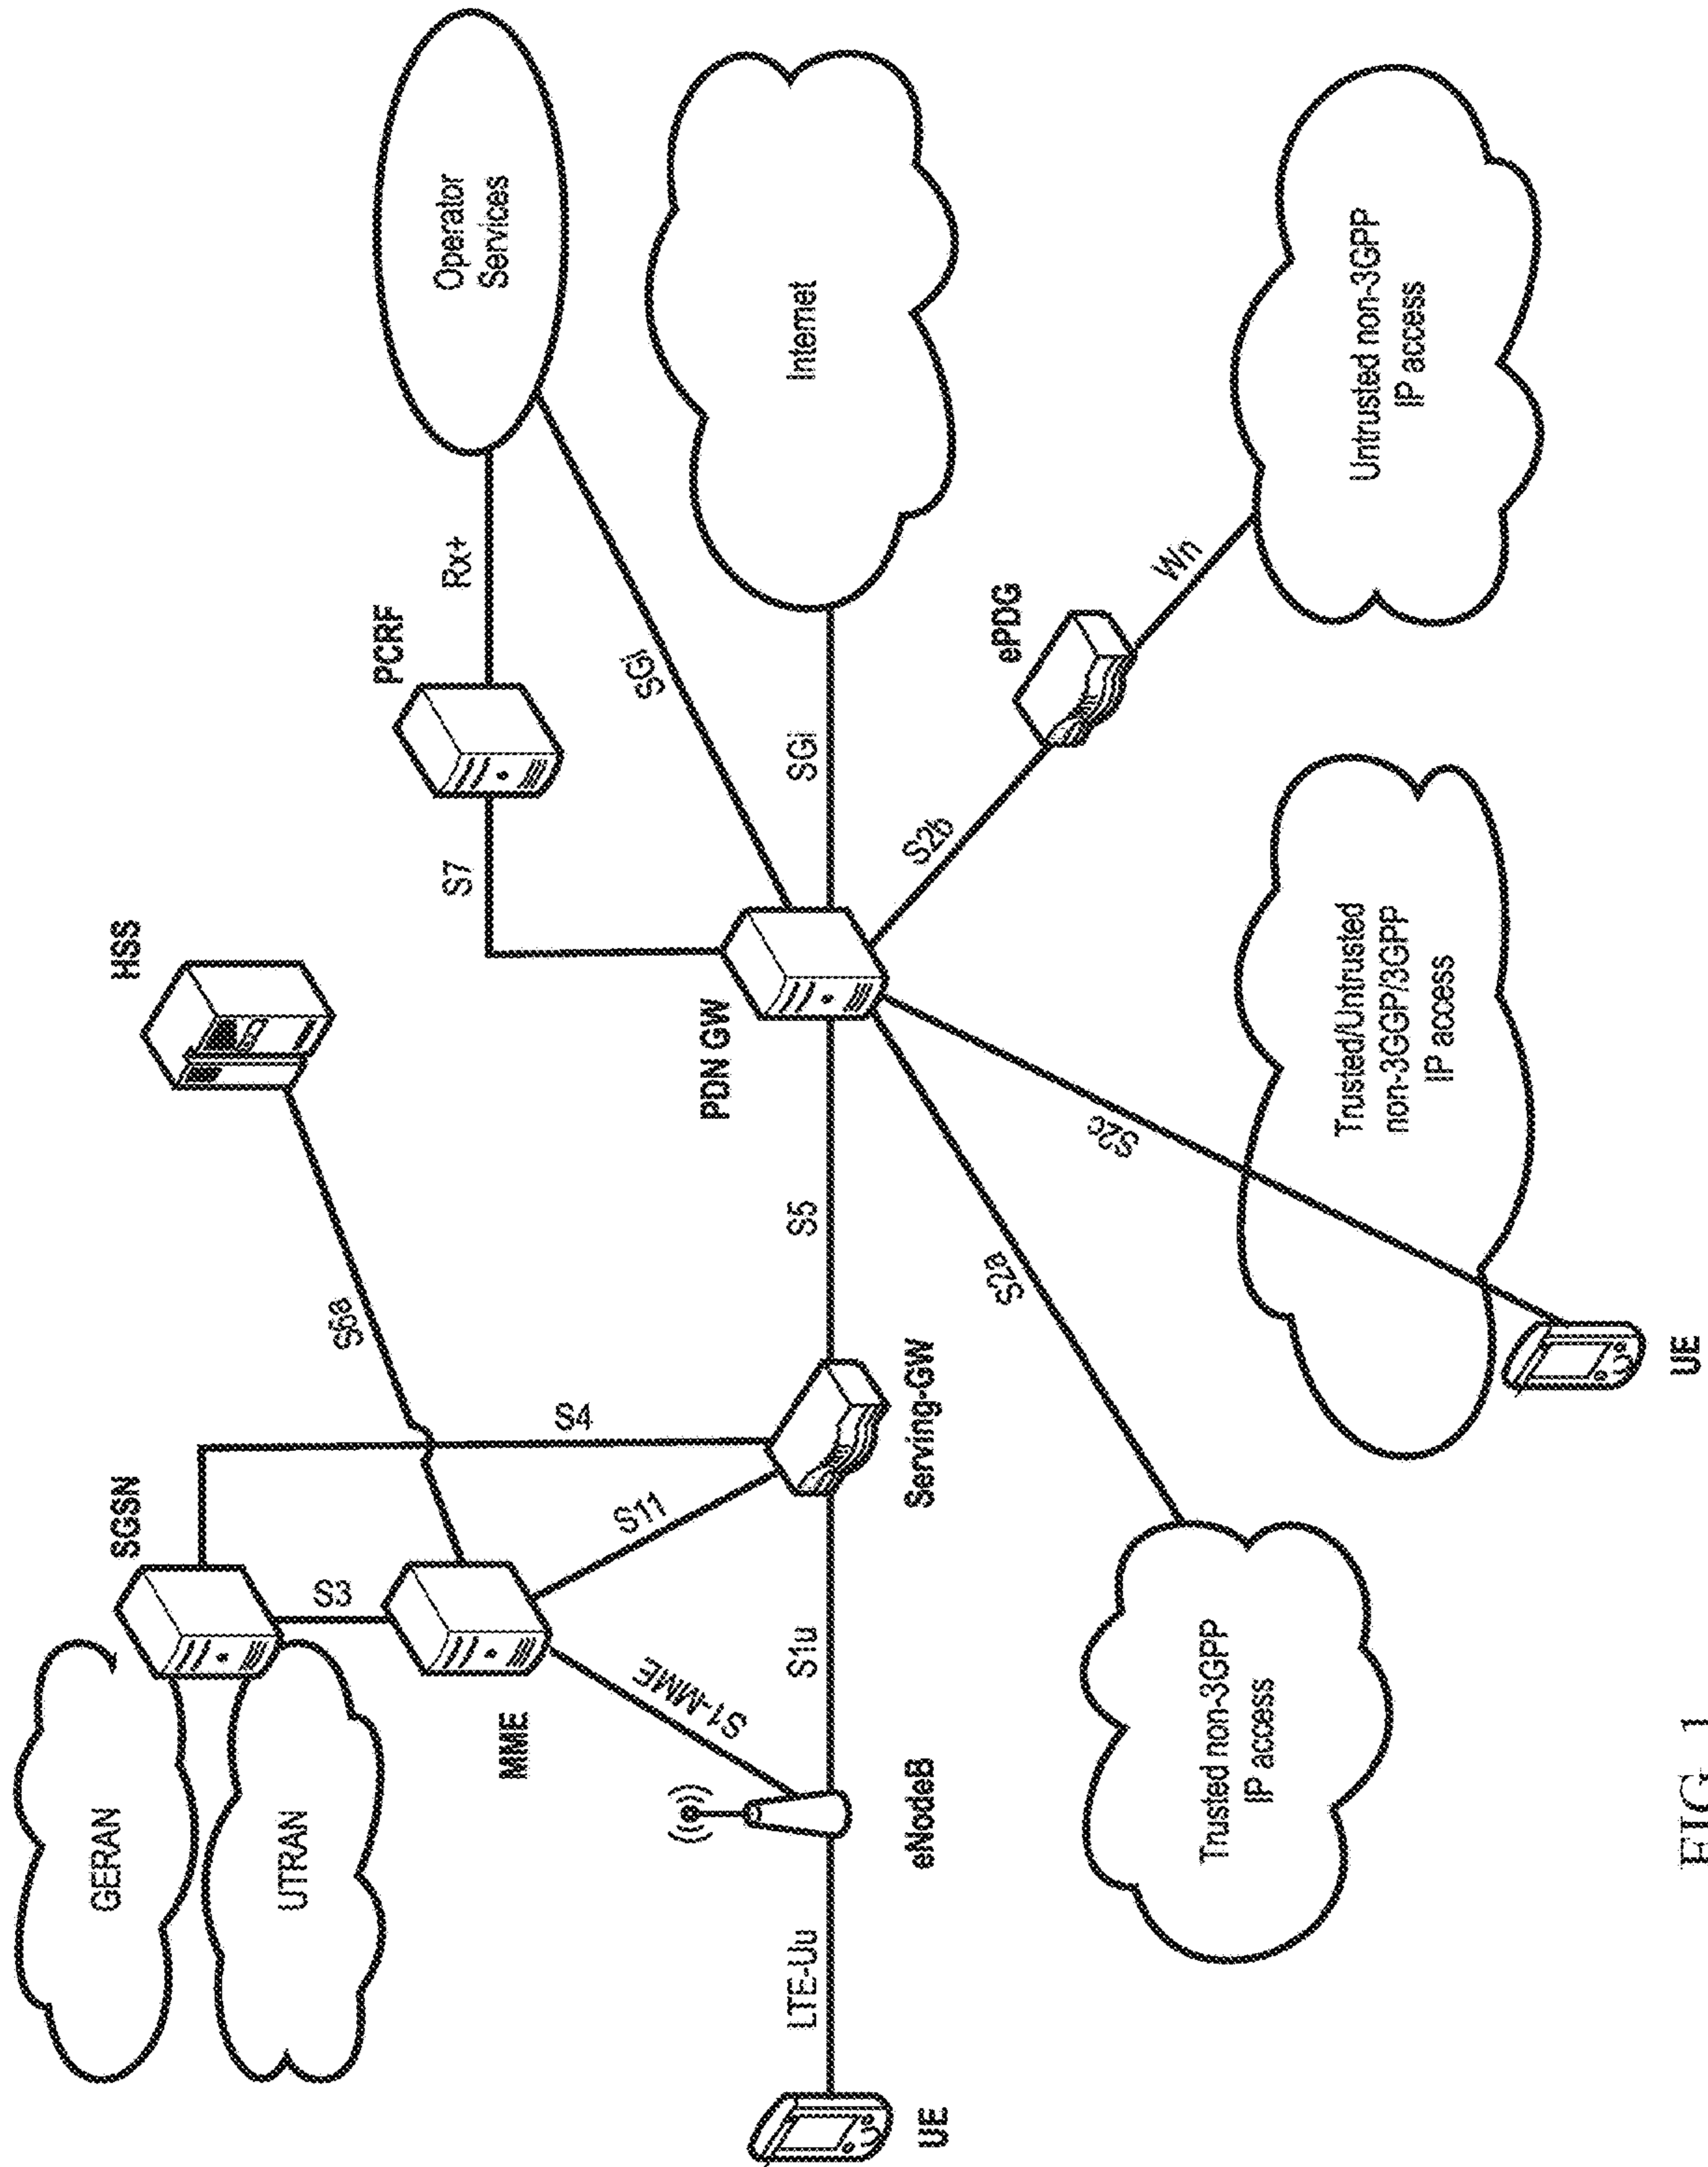 GERAN
SGSN
HSS
UTRAN
S3
S6a
PCRF
Operator
Services
MME
S4
S7
Rx+
S11
SGi
S1-MME
LTE-Uu
S1u
S5
PDN GW
SGi
Internet
UE
eNodeB
Serving-GW
S2b
ePDG
S2a
S2c
Wn
Trusted non-3GPP
IP access
Trusted/Untrusted
non-3GGP/3GPP
IP access
Untrusted non-3GPP
IP access
UE
FIG. 1